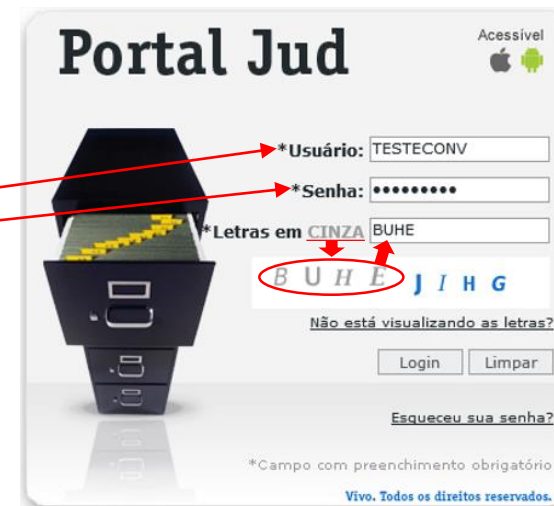 Portal Jud
Acessível
*Usuário: TESTECONV
*Senha: •••••••••
*Letras em CINZA BUHE
B U H E J I H G
Não está visualizando as letras?
Login Limpar
Esqueceu sua senha?
*Campo com preenchimento obrigatório
Vivo. Todos os direitos reservados.